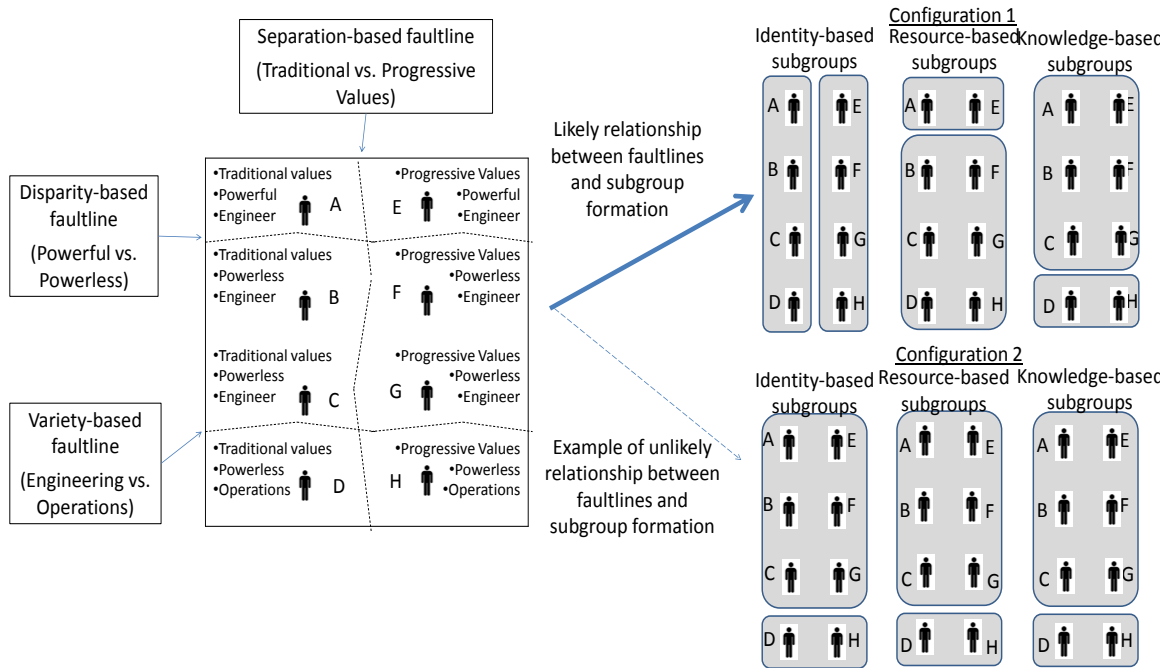 Separation-based faultline
(Traditional vs. Progressive
Values)
Disparity-based
faultline
(Powerful vs.
Powerless)
Variety-based
faultline
(Engineering vs.
Operations)
•Traditional values
•Powerful
•Engineer
A
•Progressive Values
•Powerful
•Engineer
E
•Traditional values
•Powerless
•Engineer
B
•Progressive Values
•Powerless
•Engineer
F
•Traditional values
•Powerless
•Engineer
C
•Progressive Values
•Powerless
•Engineer
G
•Traditional values
•Powerless
•Operations
D
•Progressive Values
•Powerless
•Operations
H
Likely relationship
between faultlines
and subgroup
formation
Example of unlikely
relationship between
faultlines and
subgroup formation
Configuration 1
Identity-based
subgroups
A E
B F
C G
D H
Resource-based
subgroups
A E
B F
C G
D H
Knowledge-based
subgroups
A E
B F
C G
D H
Configuration 2
Identity-based
subgroups
A E
B F
C G
D H
Resource-based
subgroups
A E
B F
C G
D H
Knowledge-based
subgroups
A E
B F
C G
D H